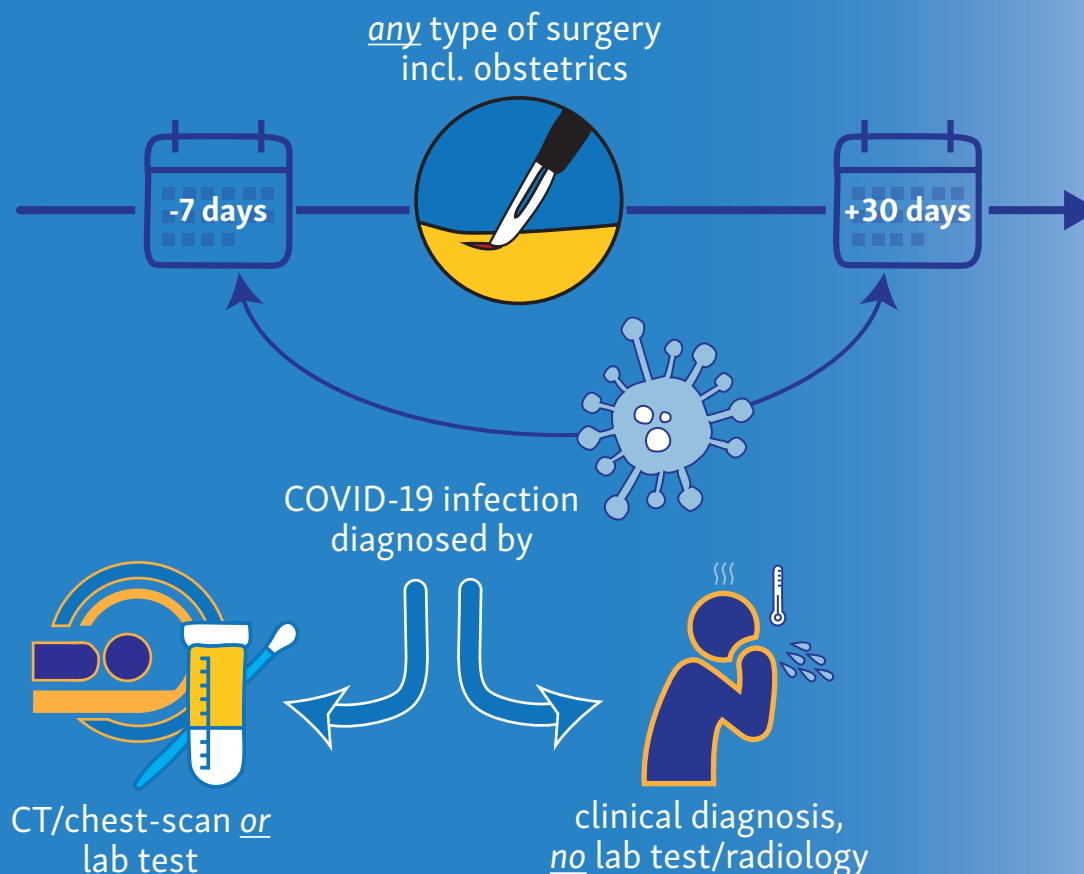 any type of surgery
incl. obstetrics
-7 days
+30 days
COVID-19 infection
diagnosed by
CT/chest-scan or
lab test
clinical diagnosis,
no lab test/radiology